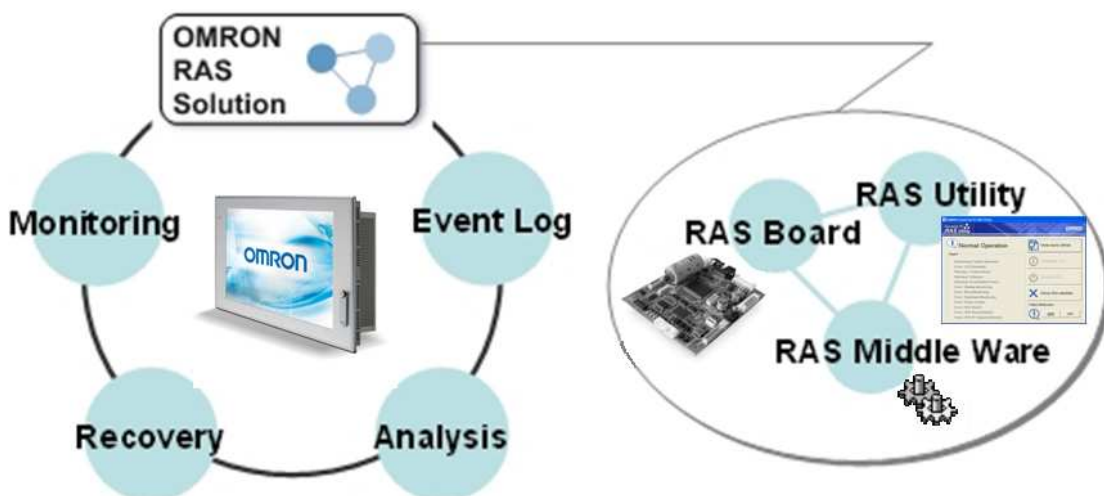 OMRON
RAS
Solution
Monitoring
Event Log
OMRON
Recovery
Analysis
RAS Utility
RAS Board
Normal Operation
RAS Middle Ware